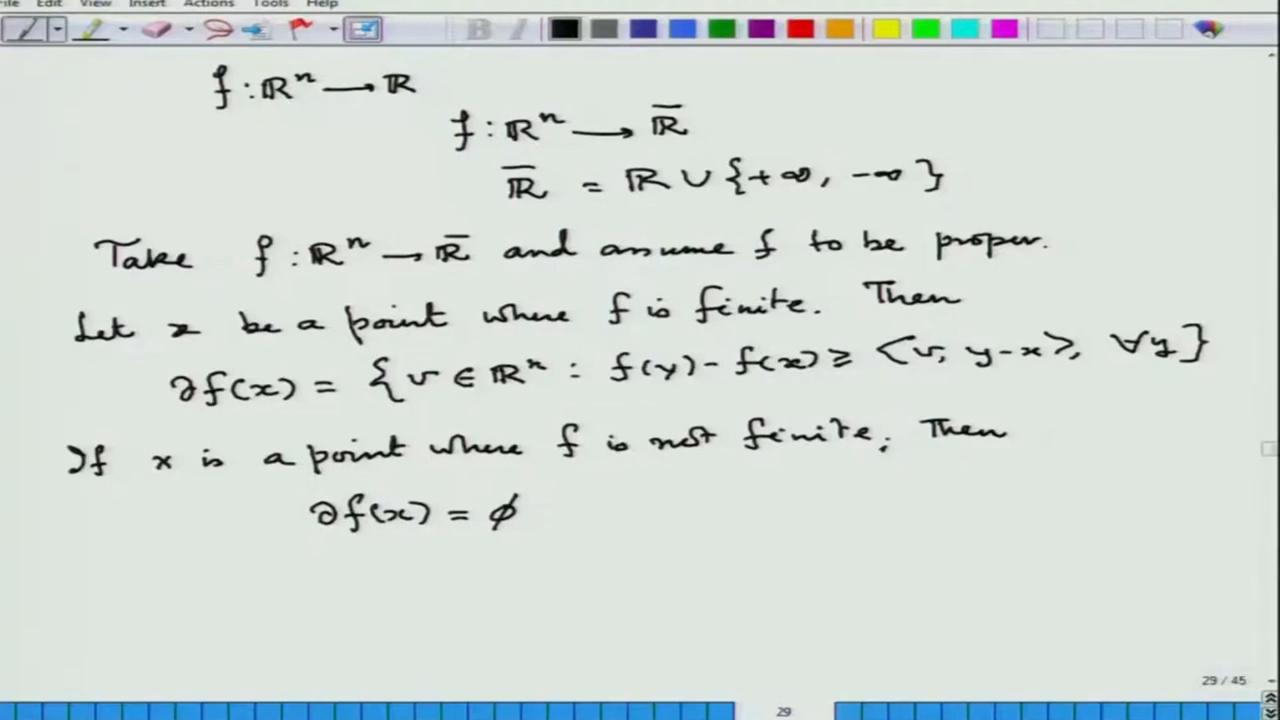 File Edit View Insert Actions Tools Help
f : ℝⁿ → ℝ
f : ℝⁿ → ℝ̄
ℝ̄ = ℝ ∪ {+∞, -∞}
Take f : ℝⁿ → ℝ̄ and assume f to be proper.
Let x be a point where f is finite. Then
∂f(x) = {v ∈ ℝⁿ : f(y) - f(x) ≥ <v, y-x>, ∀y}
If x is a point where f is not finite; Then
∂f(x) = φ
29 / 45
29